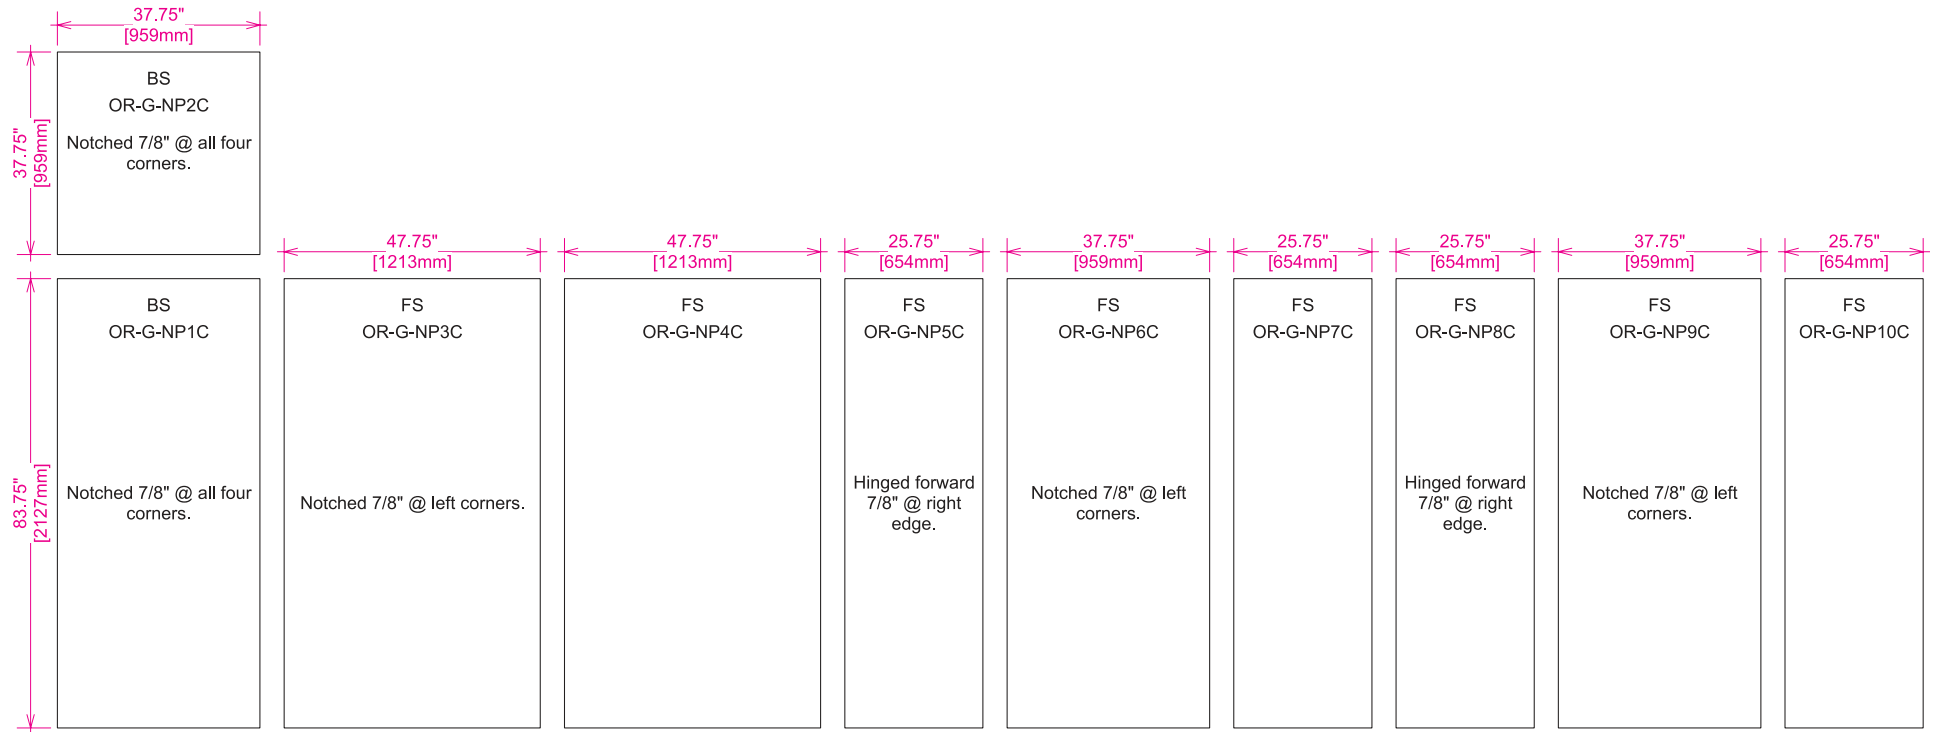 37.75"
[959mm]
37.75"
[959mm]
BS
OR-G-NP2C
Notched 7/8" @ all four
corners.
47.75"
[1213mm]
47.75"
[1213mm]
25.75"
[654mm]
37.75"
[959mm]
25.75"
[654mm]
25.75"
[654mm]
37.75"
[959mm]
25.75"
[654mm]
83.75"
[2127mm]
BS
OR-G-NP1C
Notched 7/8" @ all four
corners.
FS
OR-G-NP3C
Notched 7/8" @ left corners.
FS
OR-G-NP4C
FS
OR-G-NP5C
Hinged forward
7/8" @ right
edge.
FS
OR-G-NP6C
Notched 7/8" @ left
corners.
FS
OR-G-NP7C
FS
OR-G-NP8C
Hinged forward
7/8" @ right
edge.
FS
OR-G-NP9C
Notched 7/8" @ left
corners.
FS
OR-G-NP10C